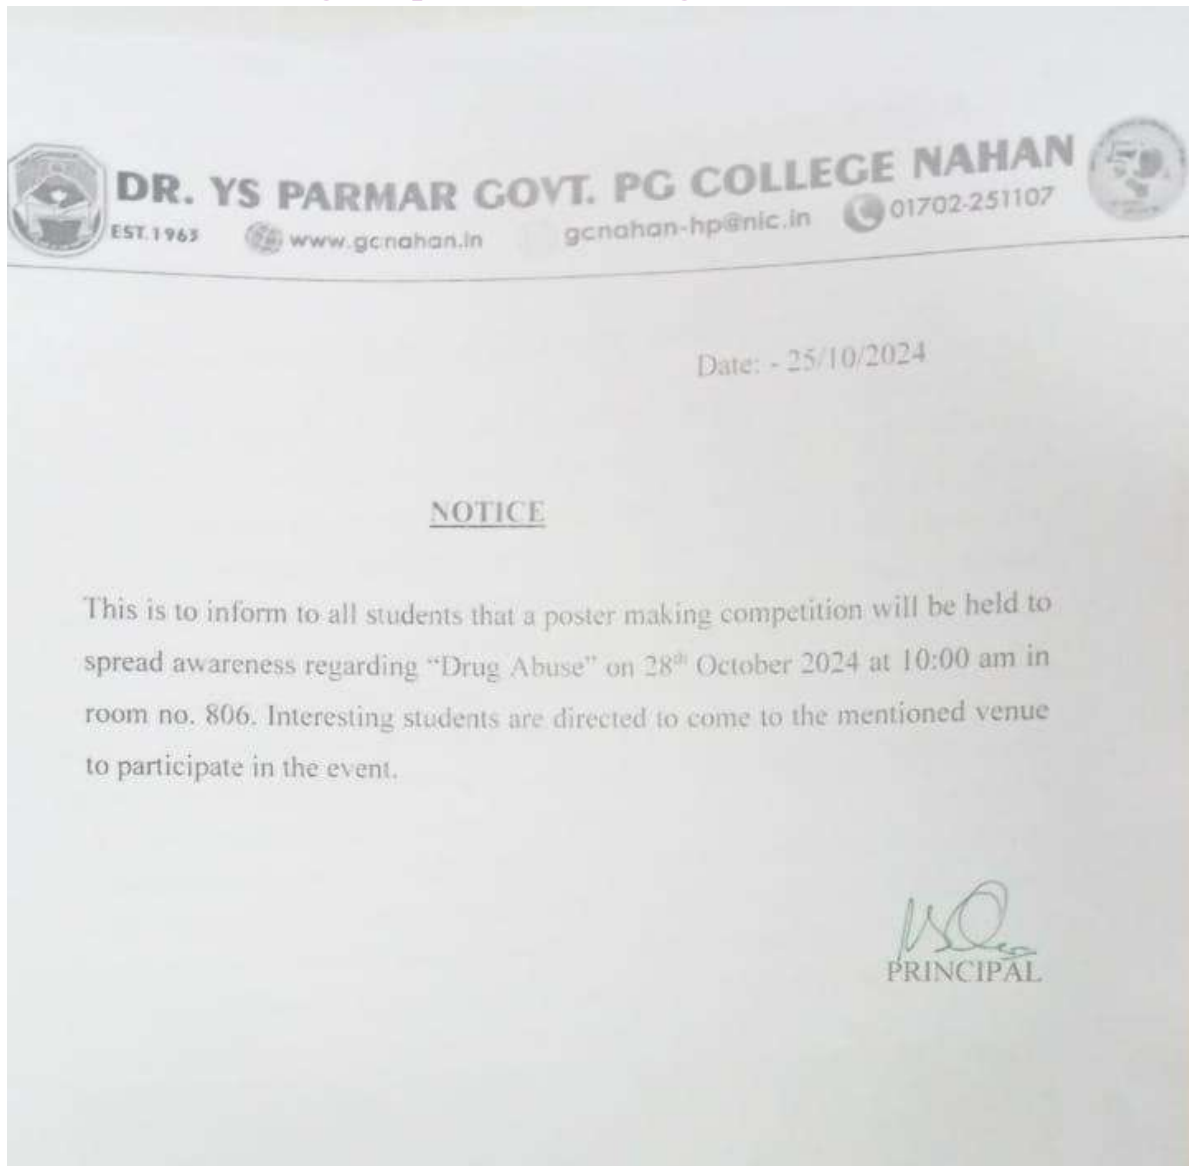 DR. YS PARMAR GOVT. PG COLLEGE NAHAN
EST.1963 www.gcnahan.in gcnahan-hp@nic.in 01702-251107
Date: - 25/10/2024
NOTICE
This is to inform to all students that a poster making competition will be held to
spread awareness regarding “Drug Abuse” on 28th October 2024 at 10:00 am in
room no. 806. Interesting students are directed to come to the mentioned venue
to participate in the event.
PRINCIPAL